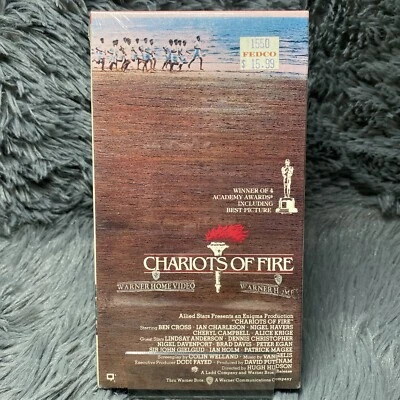 1550
FEDCO
$ 15.99
WINNER OF 4
ACADEMY AWARDS®
INCLUDING
BEST PICTURE
CHARIOTS OF FIRE
WARNER HOME VIDEO
WARNER HOME
Allied Stars Presents an Enigma Production
"CHARIOTS OF FIRE"
Starring BEN CROSS · IAN CHARLESON · NIGEL HAVERS
CHERYL CAMPBELL · ALICE KRIGE
Guest Stars LINDSAY ANDERSON · DENNIS CHRISTOPHER
NIGEL DAVENPORT · BRAD DAVIS · PETER EGAN
SIR JOHN GIELGUD · IAN HOLM · PATRICK MAGEE
Screenplay by COLIN WELLAND · Music by VANGELIS
Executive Producer DODI FAYED · Produced by DAVID PUTTNAM
Directed by HUGH HUDSON
A Ladd Company and Warner Bros. Release
Thru Warner Bros. A Warner Communications Company